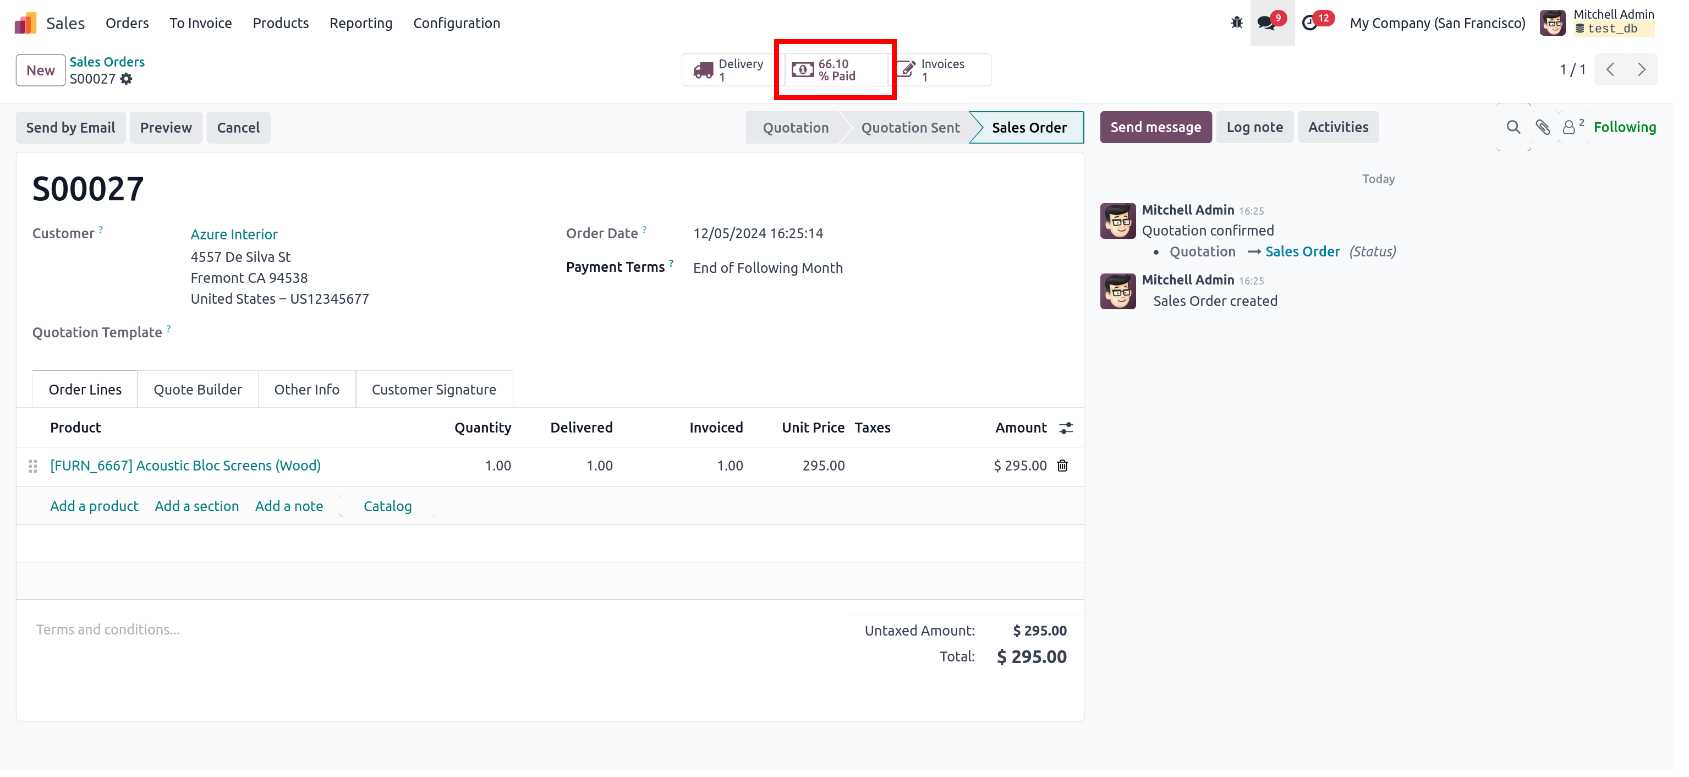 Sales Orders To Invoice Products Reporting Configuration 9 12 My Company (San Francisco) Mitchell Admin
test_db
New Sales Orders Delivery 66.10 Invoices 1 / 1
S00027 1 % Paid 1
Send by Email Preview Cancel Quotation Quotation Sent Sales Order Send message Log note Activities 2 Following
S00027
Customer ? Azure Interior Order Date ? 12/05/2024 16:25:14
4557 De Silva St
Fremont CA 94538 Payment Terms ? End of Following Month
United States – US12345677
Quotation Template ?
Order Lines Quote Builder Other Info Customer Signature
Product Quantity Delivered Invoiced Unit Price Taxes Amount
[FURN_6667] Acoustic Bloc Screens (Wood) 1.00 1.00 1.00 295.00 $ 295.00
Add a product Add a section Add a note Catalog
Terms and conditions... Untaxed Amount: $ 295.00
Total: $ 295.00
Today
Mitchell Admin 16:25
Quotation confirmed
• Quotation → Sales Order (Status)
Mitchell Admin 16:25
Sales Order created